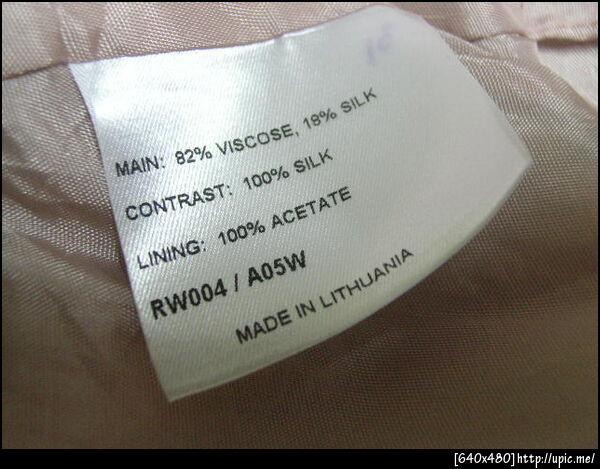 MAIN: 82% VISCOSE, 18% SILK
CONTRAST: 100% SILK
LINING: 100% ACETATE
RW004 / A05W
MADE IN LITHUANIA
[640x480]http://upic.me/